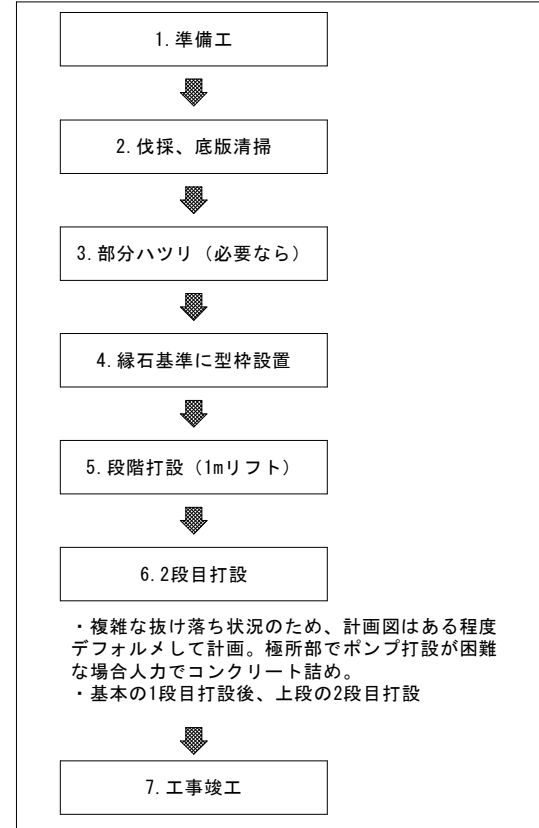 1.準備工
2.伐採、底版清掃
3.部分ハツリ（必要なら）
4.縁石基準に型枠設置
5.段階打設（1mリフト）
6.2段目打設
・複雑な抜け落ち状況のため、計画図はある程度
デフォルメして計画。極所部でポンプ打設が困難
な場合人力でコンクリート詰め。
・基本の1段目打設後、上段の2段目打設
7.工事竣工